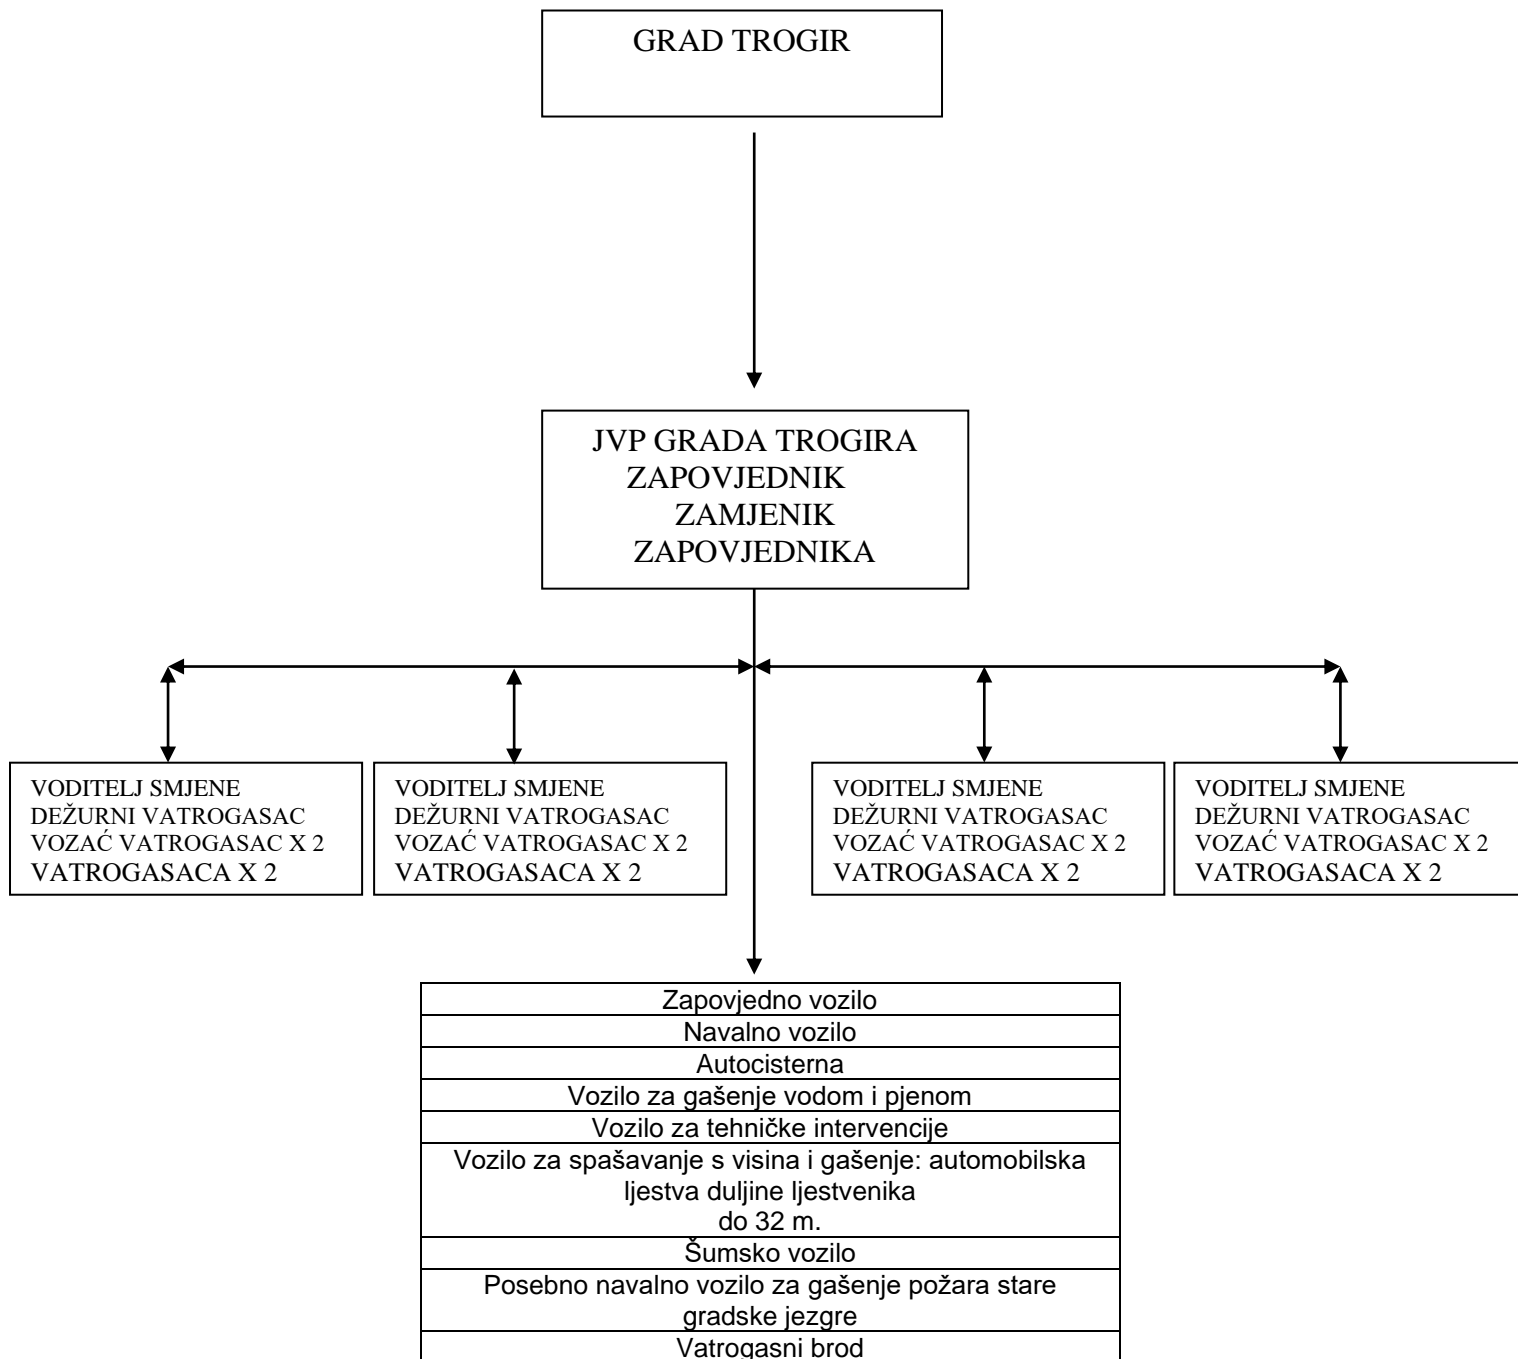 GRAD TROGIR
JVP GRADA TROGIRA
ZAPOVJEDNIK
ZAMJENIK
ZAPOVJEDNIKA
VODITELJ SMJENE
DEŽURNI VATROGASAC
VOZAĆ VATROGASAC X 2
VATROGASACA X 2
VODITELJ SMJENE
DEŽURNI VATROGASAC
VOZAĆ VATROGASAC X 2
VATROGASACA X 2
VODITELJ SMJENE
DEŽURNI VATROGASAC
VOZAĆ VATROGASAC X 2
VATROGASACA X 2
VODITELJ SMJENE
DEŽURNI VATROGASAC
VOZAĆ VATROGASAC X 2
VATROGASACA X 2
Zapovjedno vozilo
Navalno vozilo
Autocisterna
Vozilo za gašenje vodom i pjenom
Vozilo za tehničke intervencije
Vozilo za spašavanje s visina i gašenje: automobilska
ljestva duljine ljestvenika
do 32 m.
Šumsko vozilo
Posebno navalno vozilo za gašenje požara stare
gradske jezgre
Vatrogasni brod